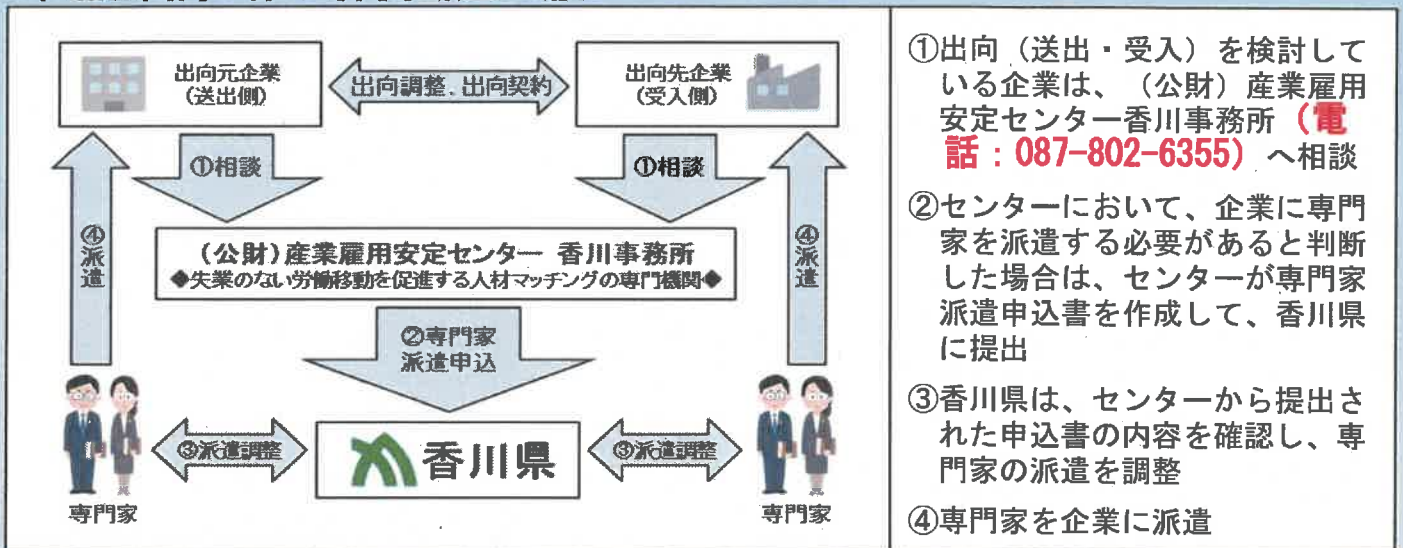 出向元企業
(送出側)
出向調整、出向契約
出向先企業
(受入側)
①相談
①相談
④派遣
④派遣
(公財)産業雇用安定センター 香川事務所
◆失業のない労働移動を促進する人材マッチングの専門機関◆
②専門家
派遣申込
③派遣調整
香川県
③派遣調整
専門家
専門家
①出向(送出・受入)を検討して
いる企業は、(公財)産業雇用
安定センター香川事務所(電
話:087-802-6355)へ相談
②センターにおいて、企業に専門
家を派遣する必要があると判断
した場合は、センターが専門家
派遣申込書を作成して、香川県
に提出
③香川県は、センターから提出さ
れた申込書の内容を確認し、専
門家の派遣を調整
④専門家を企業に派遣